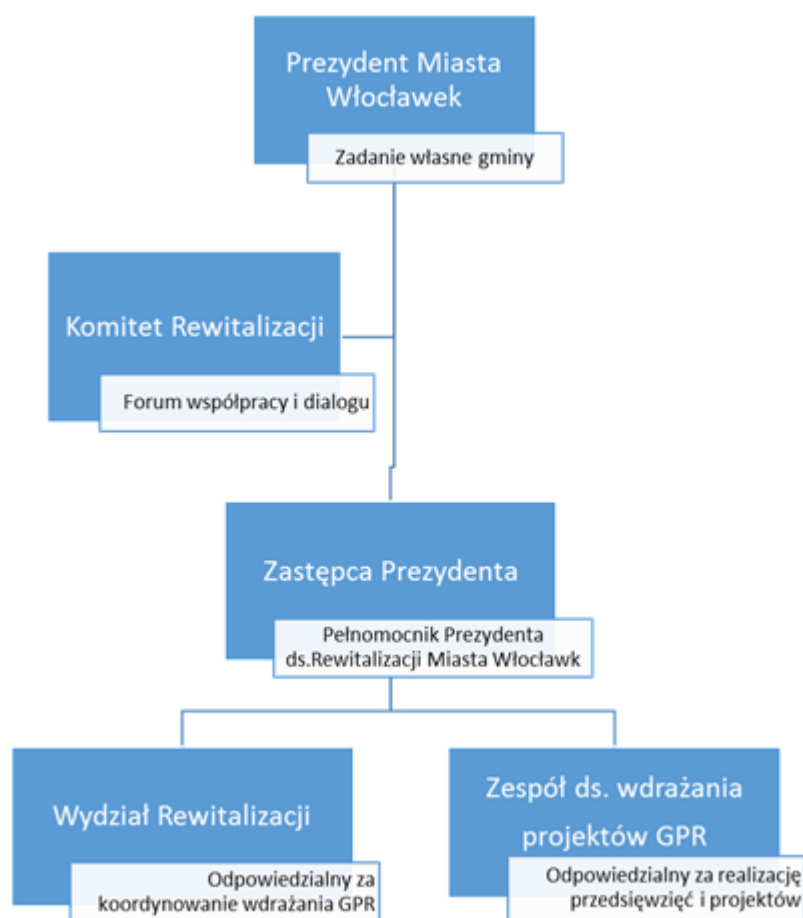 Prezydent Miasta
Włocławek
Zadanie własne gminy
Komitet Rewitalizacji
Forum współpracy i dialogu
Zastępca Prezydenta
Pełnomocnik Prezydenta
ds.Rewitalizacji Miasta Włocławk
Wydział Rewitalizacji
Odpowiedzialny za
koordynowanie wdrażania GPR
Zespół ds. wdrażania
projektów GPR
Odpowiedzialny za realizację
przedsięwzięć i projektów